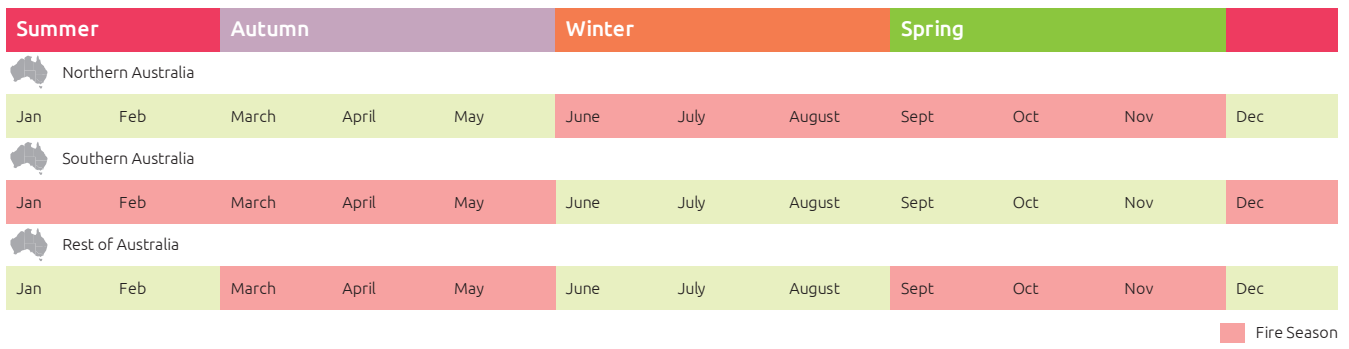 Summer Autumn Winter Spring
Northern Australia
Jan Feb March April May June July August Sept Oct Nov Dec
Southern Australia
Jan Feb March April May June July August Sept Oct Nov Dec
Rest of Australia
Jan Feb March April May June July August Sept Oct Nov Dec
Fire Season